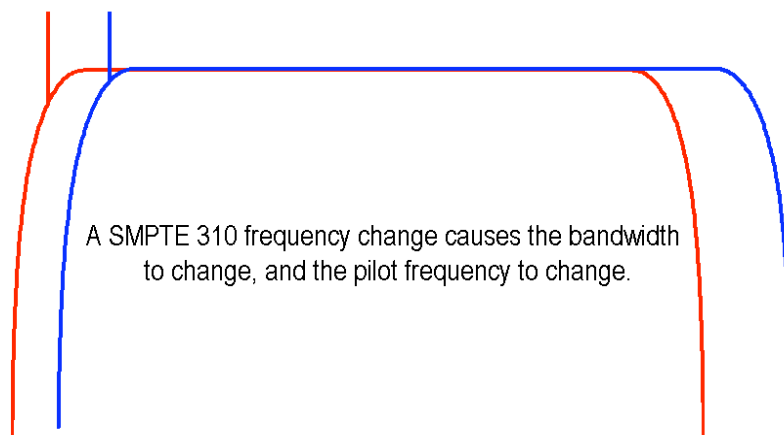 A SMPTE 310 frequency change causes the bandwidth
to change, and the pilot frequency to change.